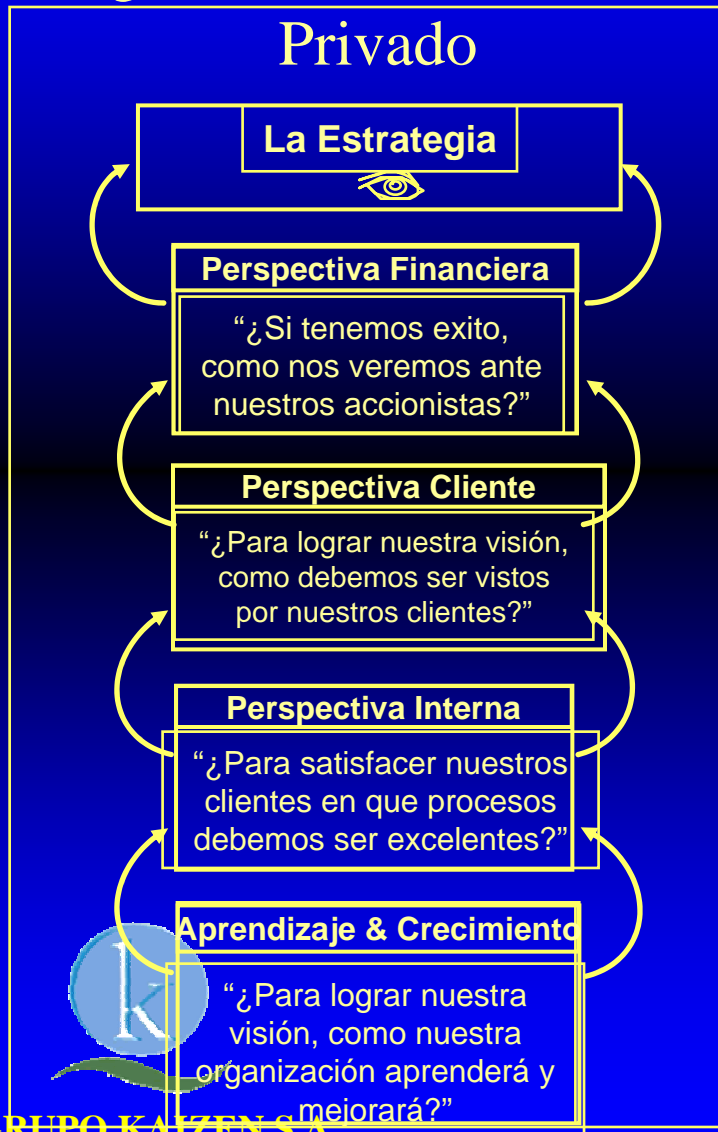 Privado
La Estrategia
Perspectiva Financiera
“¿Si tenemos exito,
como nos veremos ante
nuestros accionistas?”
Perspectiva Cliente
“¿Para lograr nuestra visión,
como debemos ser vistos
por nuestros clientes?”
Perspectiva Interna
“¿Para satisfacer nuestros
clientes en que procesos
debemos ser excelentes?”
Aprendizaje & Crecimiento
k
“¿Para lograr nuestra
visión, como nuestra
organización aprenderá y
mejorará?”
RUPO KAIZEN S.A